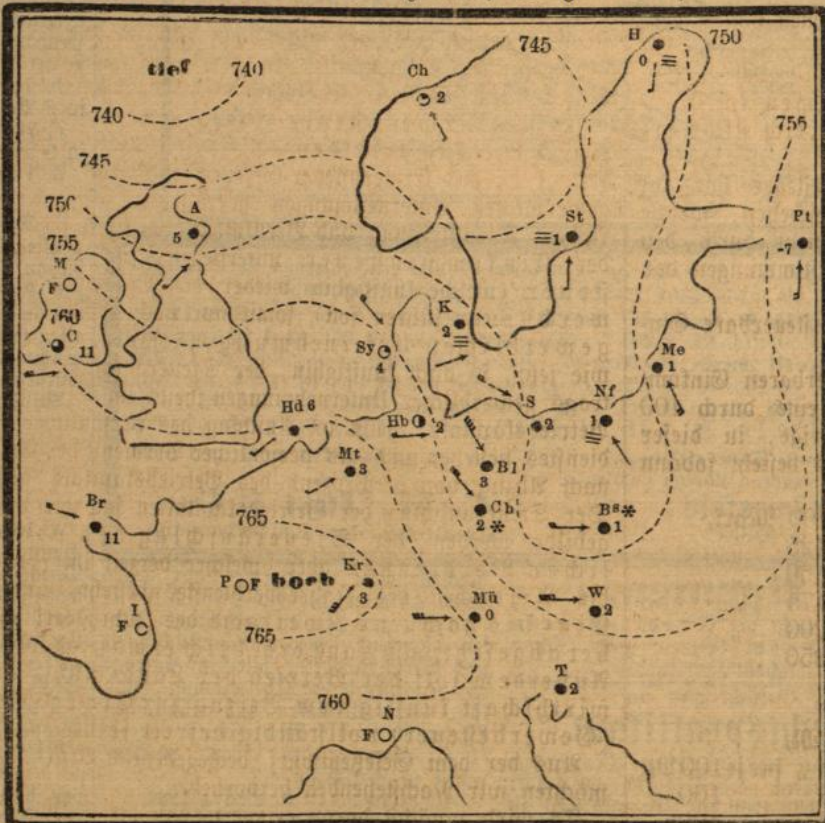 745
H
750
tief
740
Ch
0
2
740
755
745
750
A
St
Pt
5
1
-7
755
M
F
760
K
C
11
2
Sy
4
Me
1
S
Nf
Hd 6
Hb
2
2
1
Mt
3
Bl
3
Br
765
Cb
Bs*
11
2*
1
P
F
hoch
Kr
3
I
Mü
W
F
765
0
2
T
2
760
N
F